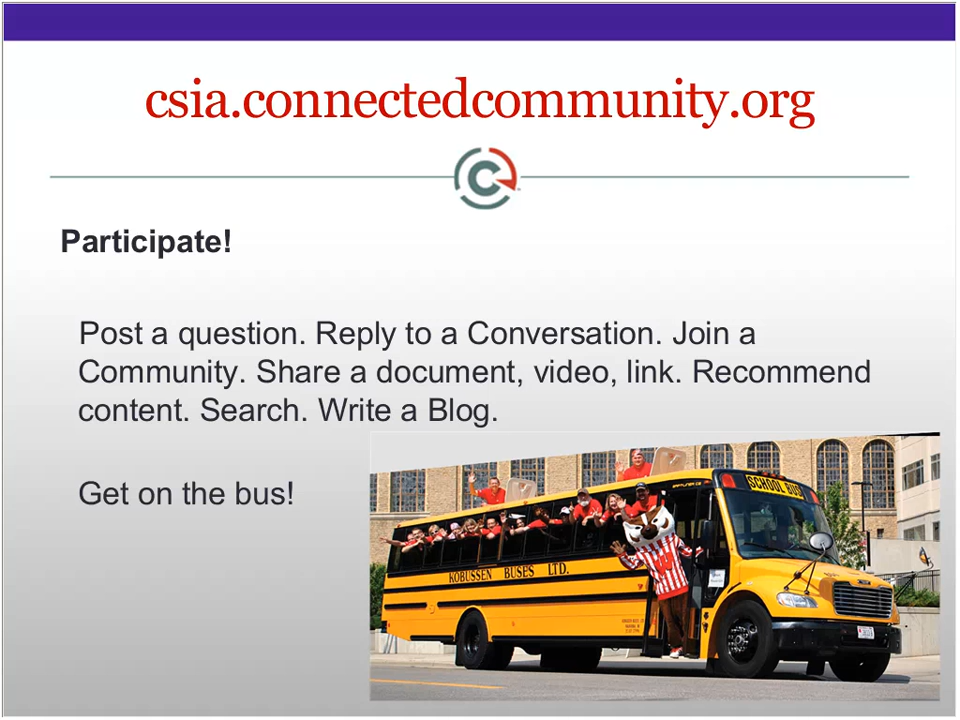 csia.connectedcommunity.org
Participate!
Post a question. Reply to a Conversation. Join a
Community. Share a document, video, link. Recommend
content. Search. Write a Blog.
Get on the bus!
SCHOOL BUS
KOBUSSEN BUSES LTD.
W